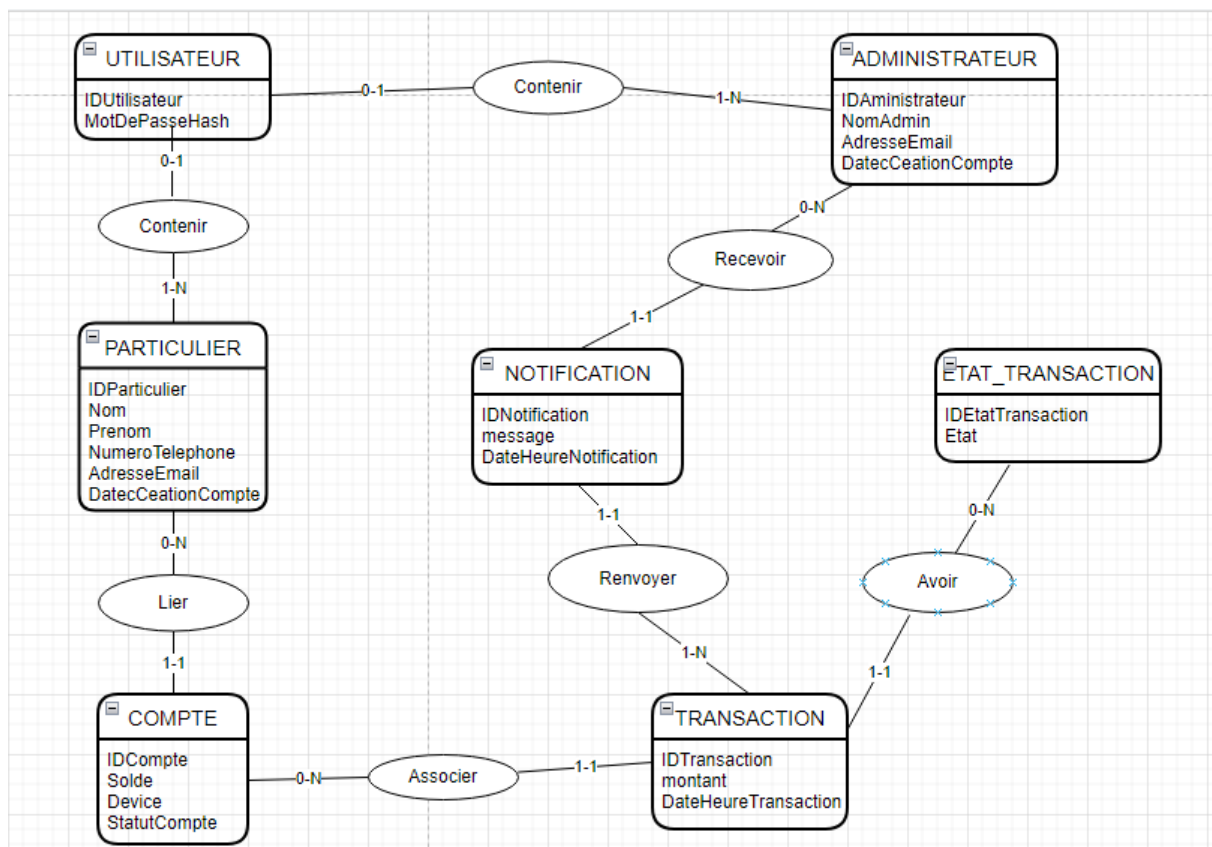 UTILISATEUR
IDUtilisateur
MotDePasseHash
0-1
Contenir
1-N
ADMINISTRATEUR
IDAministrateur
NomAdmin
AdresseEmail
DatecCeationCompte
0-1
Contenir
1-N
0-N
Recevoir
1-1
PARTICULIER
IDParticulier
Nom
Prenom
NumeroTelephone
AdresseEmail
DatecCeationCompte
NOTIFICATION
IDNotification
message
DateHeureNotification
ETAT_TRANSACTION
IDEtatTransaction
Etat
0-N
Lier
1-1
1-1
Renvoyer
1-N
0-N
Avoir
1-1
COMPTE
IDCompte
Solde
Device
StatutCompte
0-N
Associer
1-1
TRANSACTION
IDTransaction
montant
DateHeureTransaction